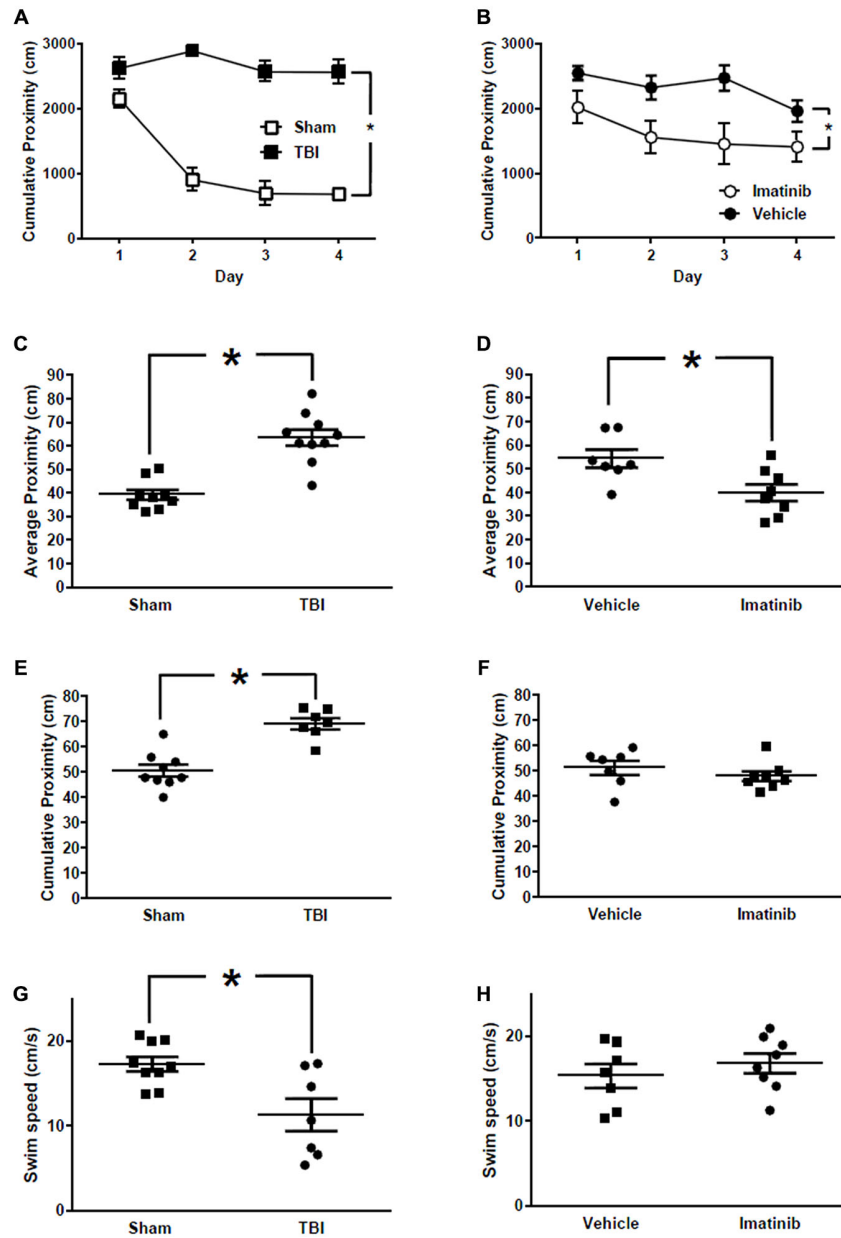 A
Cumulative Proximity (cm)
3000
2000
1000
0
Sham
TBI
*
1 2 3 4
Day
B
Cumulative Proximity (cm)
3000
2000
1000
0
Imatinib
Vehicle
*
1 2 3 4
Day
C
Average Proximity (cm)
90
80
70
60
50
40
30
20
10
0
*
Sham TBI
D
Average Proximity (cm)
90
80
70
60
50
40
30
20
10
0
*
Vehicle Imatinib
E
Cumulative Proximity (cm)
80
70
60
50
40
30
20
10
0
*
Sham TBI
F
Cumulative Proximity (cm)
80
70
60
50
40
30
20
10
0
Vehicle Imatinib
G
Swim speed (cm/s)
20
10
0
*
Sham TBI
H
Swim speed (cm/s)
20
10
0
Vehicle Imatinib